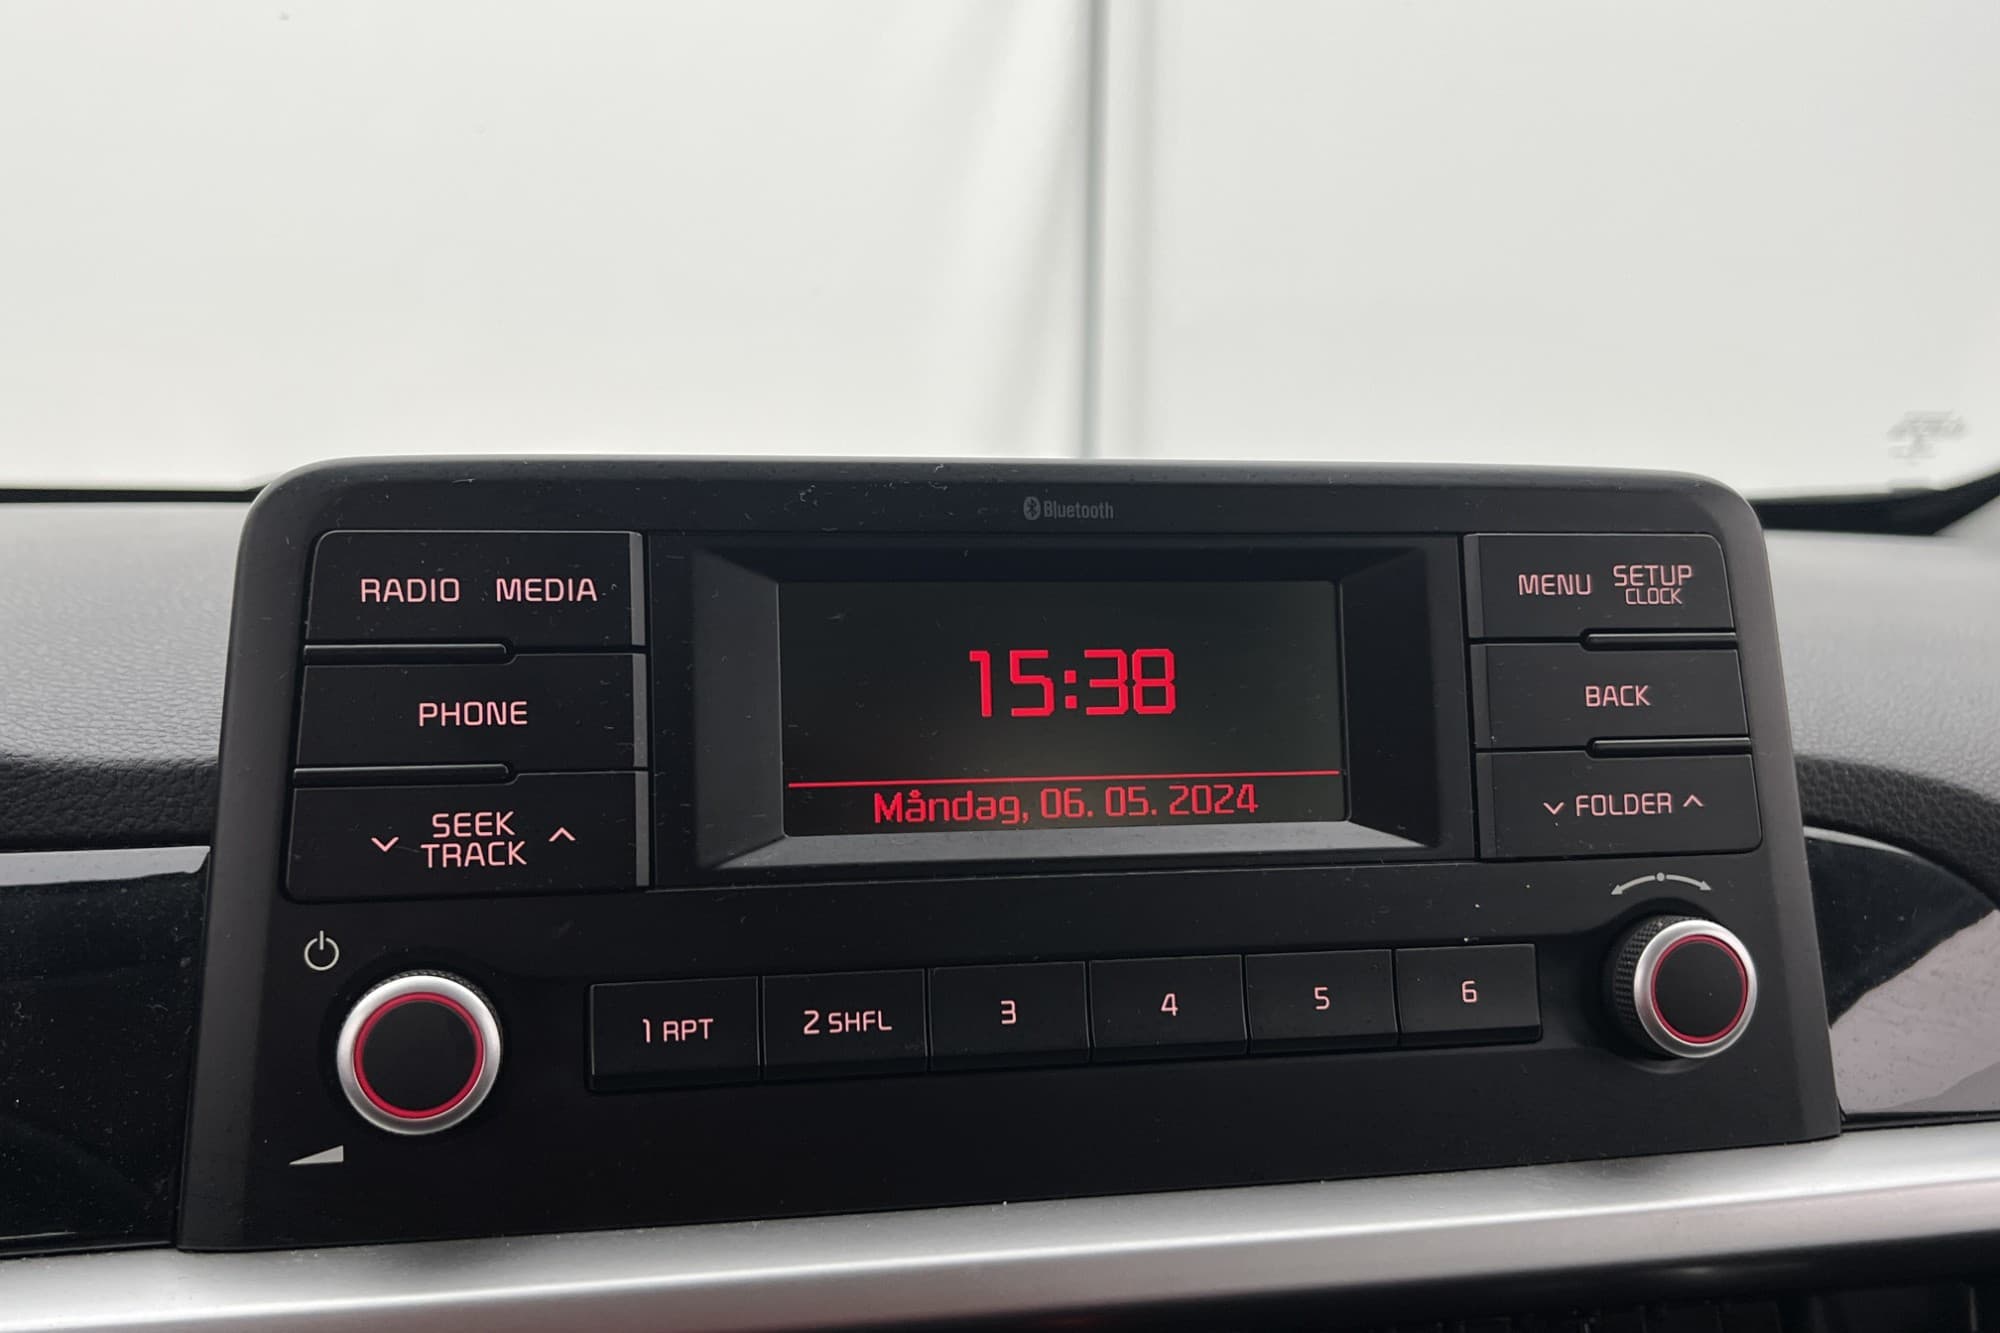 Bluetooth
RADIO MEDIA
PHONE
SEEK
TRACK
15:38
Måndag, 06. 05. 2024
MENU SETUP
CLOCK
BACK
FOLDER
1 RPT 2 SHFL 3 4 5 6